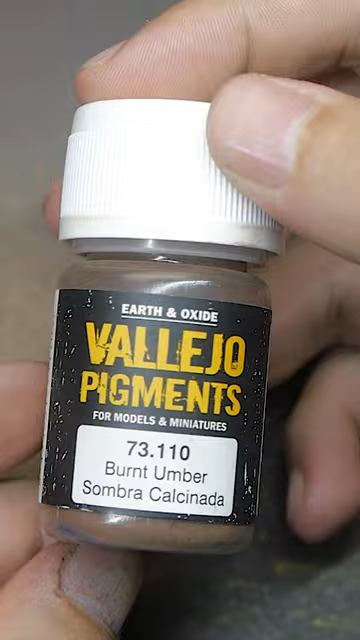 EARTH & OXIDE
VALLEJO
PIGMENTS
FOR MODELS & MINIATURES
73.110
Burnt Umber
Sombra Calcinada